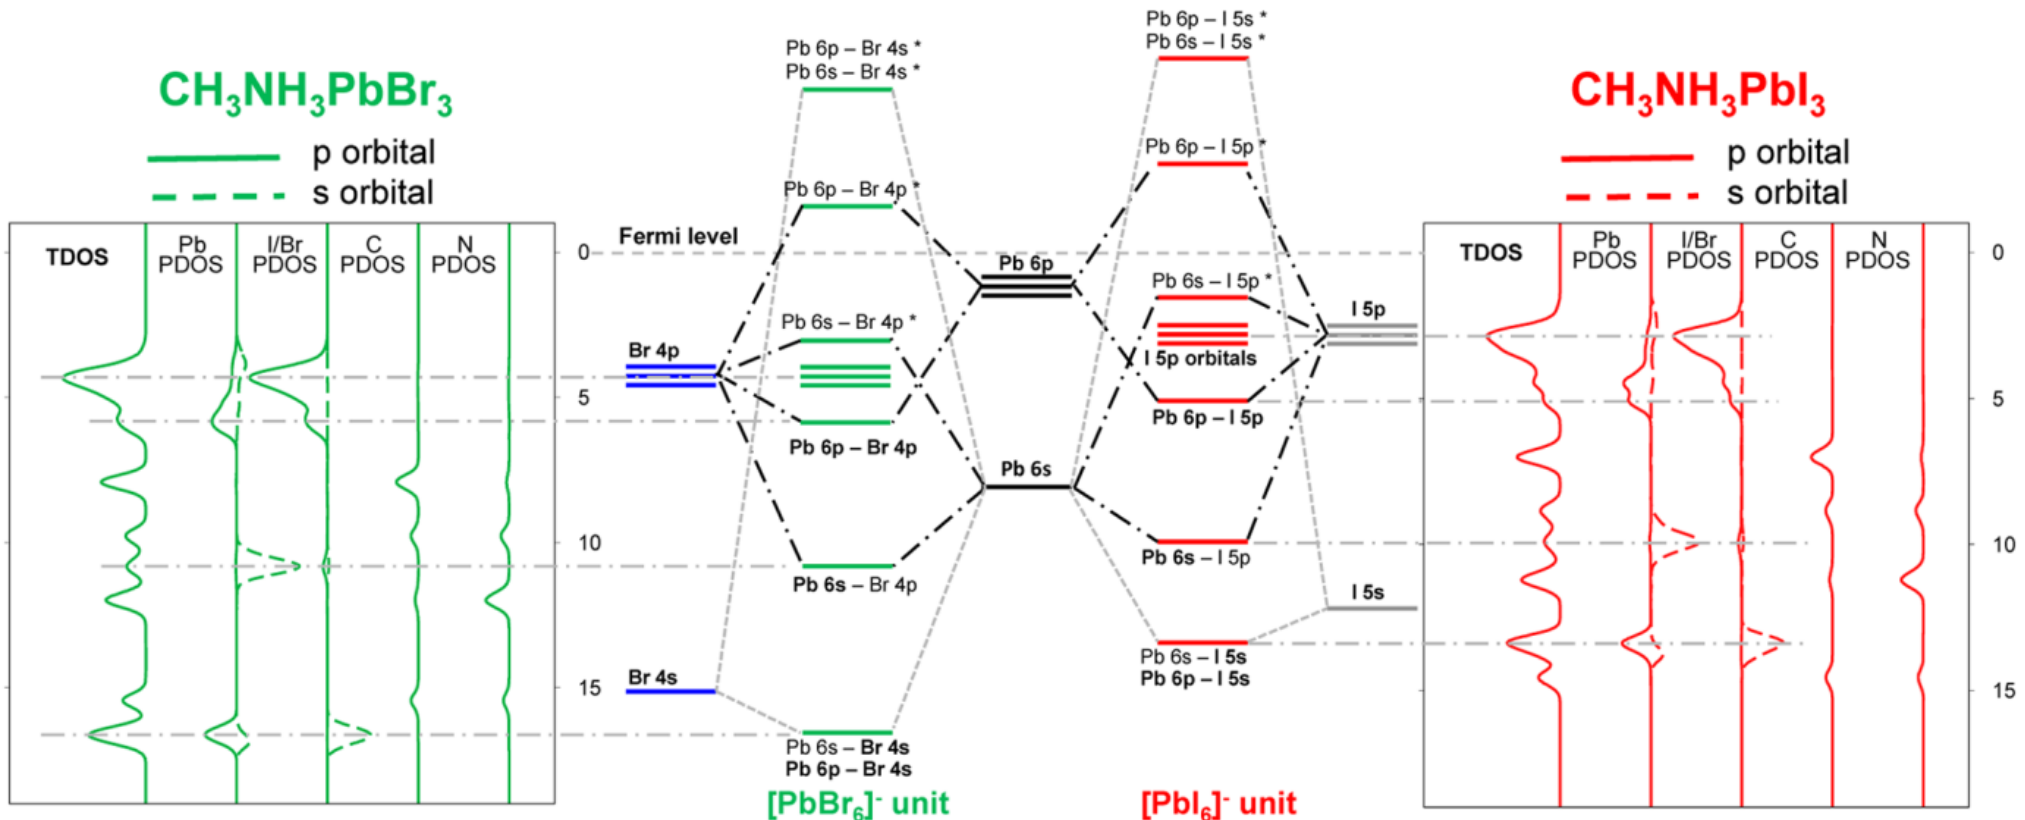 CH₃NH₃PbBr₃
p orbital
s orbital
TDOS
Pb
PDOS
I/Br
PDOS
C
PDOS
N
PDOS
0
5
10
15
Fermi level
Br 4p
Br 4s
Pb 6p – Br 4s *
Pb 6s – Br 4s *
Pb 6p – Br 4p *
Pb 6s – Br 4p *
Pb 6p – Br 4p
Pb 6s – Br 4p
Pb 6s – Br 4s
Pb 6p – Br 4s
[PbBr₆]⁻ unit
Pb 6p
Pb 6s
Pb 6p – I 5s *
Pb 6s – I 5s *
Pb 6p – I 5p *
Pb 6s – I 5p *
I 5p orbitals
Pb 6p – I 5p
Pb 6s – I 5p
Pb 6s – I 5s
Pb 6p – I 5s
[PbI₆]⁻ unit
I 5p
I 5s
CH₃NH₃PbI₃
p orbital
s orbital
TDOS
Pb
PDOS
I/Br
PDOS
C
PDOS
N
PDOS
0
5
10
15